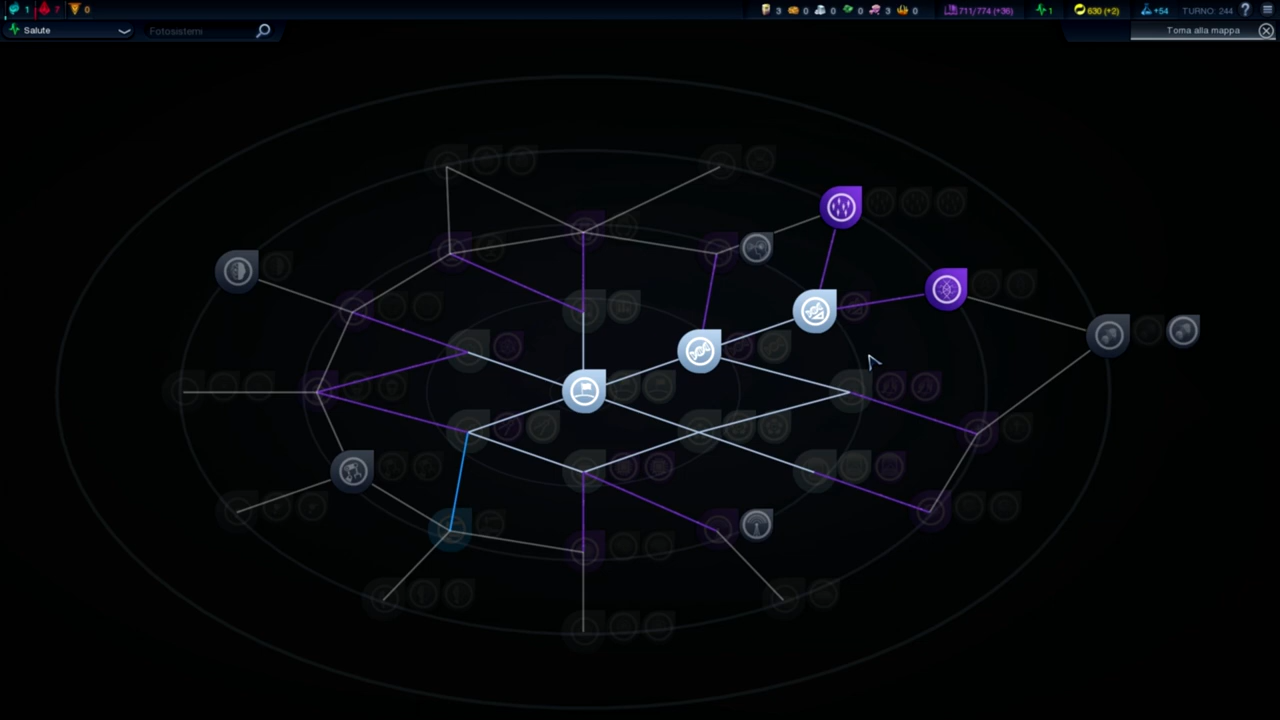 1 7 0 3 0 0 0 3 0 711/774 (+36) 1 630 (+2) +54 TURNO: 244 ?
Salute Fotosistemi Torna alla mappa